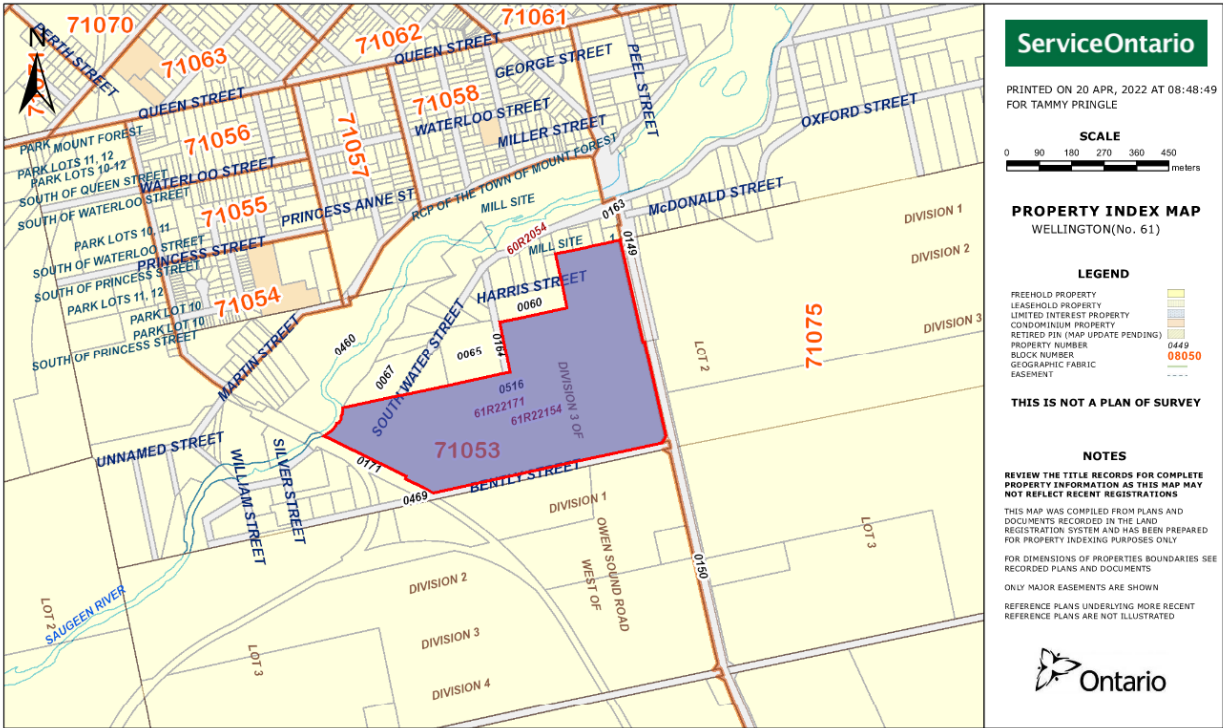 71070
71061
71062
QUEEN STREET
PEEL STREET
GEORGE STREET
N
PERTH STREET
71063
71058
WATERLOO STREET
MILLER STREET
OXFORD STREET
QUEEN STREET
71056
71057
PARK MOUNT FOREST
PARK LOTS 11, 12
PARK LOTS 10-12
SOUTH OF QUEEN STREET
SOUTH OF WATERLOO STREET
WATERLOO STREET
RCP OF THE TOWN OF MOUNT FOREST
MILL SITE
McDONALD STREET
0163
71055
PRINCESS ANNE ST
60R2054
MILL SITE
1
0149
DIVISION 1
DIVISION 2
DIVISION 3
PARK LOTS 10, 11
SOUTH OF WATERLOO STREET
PRINCESS STREET
SOUTH OF PRINCESS STREET
PARK LOTS 11, 12
PARK LOT 10
PARK LOT 10
SOUTH OF PRINCESS STREET
71054
HARRIS STREET
0060
0164
0065
0067
0460
SOUTH WATER STREET
MARTIN STREET
LOT 2
71075
0516
61R22171
61R22154
DIVISION 3 OF
71053
UNNAMED STREET
WILLIAM STREET
SILVER STREET
0171
0469
BENTLY STREET
DIVISION 1
OWEN SOUND ROAD
WEST OF
0150
LOT 3
DIVISION 2
DIVISION 3
DIVISION 4
SAUGEEN RIVER
LOT 2
LOT 3
ServiceOntario
PRINTED ON 20 APR, 2022 AT 08:48:49
FOR TAMMY PRINGLE
SCALE
0 90 180 270 360 450
meters
PROPERTY INDEX MAP
WELLINGTON(No. 61)
LEGEND
FREEHOLD PROPERTY
LEASEHOLD PROPERTY
LIMITED INTEREST PROPERTY
CONDOMINIUM PROPERTY
RETIRED PIN (MAP UPDATE PENDING)
PROPERTY NUMBER 0449
BLOCK NUMBER 08050
GEOGRAPHIC FABRIC
EASEMENT
THIS IS NOT A PLAN OF SURVEY
NOTES
REVIEW THE TITLE RECORDS FOR COMPLETE
PROPERTY INFORMATION AS THIS MAP MAY
NOT REFLECT RECENT REGISTRATIONS
THIS MAP WAS COMPILED FROM PLANS AND
DOCUMENTS RECORDED IN THE LAND
REGISTRATION SYSTEM AND HAS BEEN PREPARED
FOR PROPERTY INDEXING PURPOSES ONLY
FOR DIMENSIONS OF PROPERTIES BOUNDARIES SEE
RECORDED PLANS AND DOCUMENTS
ONLY MAJOR EASEMENTS ARE SHOWN
REFERENCE PLANS UNDERLYING MORE RECENT
REFERENCE PLANS ARE NOT ILLUSTRATED
Ontario